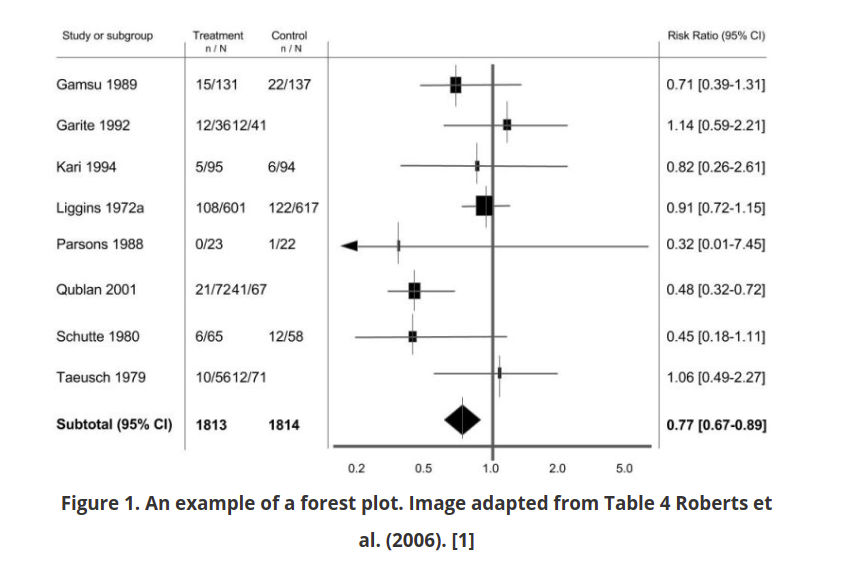 Study or subgroup Treatment Control Risk Ratio (95% CI)
n / N n / N
Gamsu 1989 15/131 22/137 0.71 [0.39-1.31]
Garite 1992 12/3612/41 1.14 [0.59-2.21]
Kari 1994 5/95 6/94 0.82 [0.26-2.61]
Liggins 1972a 108/601 122/617 0.91 [0.72-1.15]
Parsons 1988 0/23 1/22 0.32 [0.01-7.45]
Qublan 2001 21/7241/67 0.48 [0.32-0.72]
Schutte 1980 6/65 12/58 0.45 [0.18-1.11]
Taeusch 1979 10/5612/71 1.06 [0.49-2.27]
Subtotal (95% CI) 1813 1814 0.77 [0.67-0.89]
0.2 0.5 1.0 2.0 5.0
Figure 1. An example of a forest plot. Image adapted from Table 4 Roberts et
al. (2006). [1]